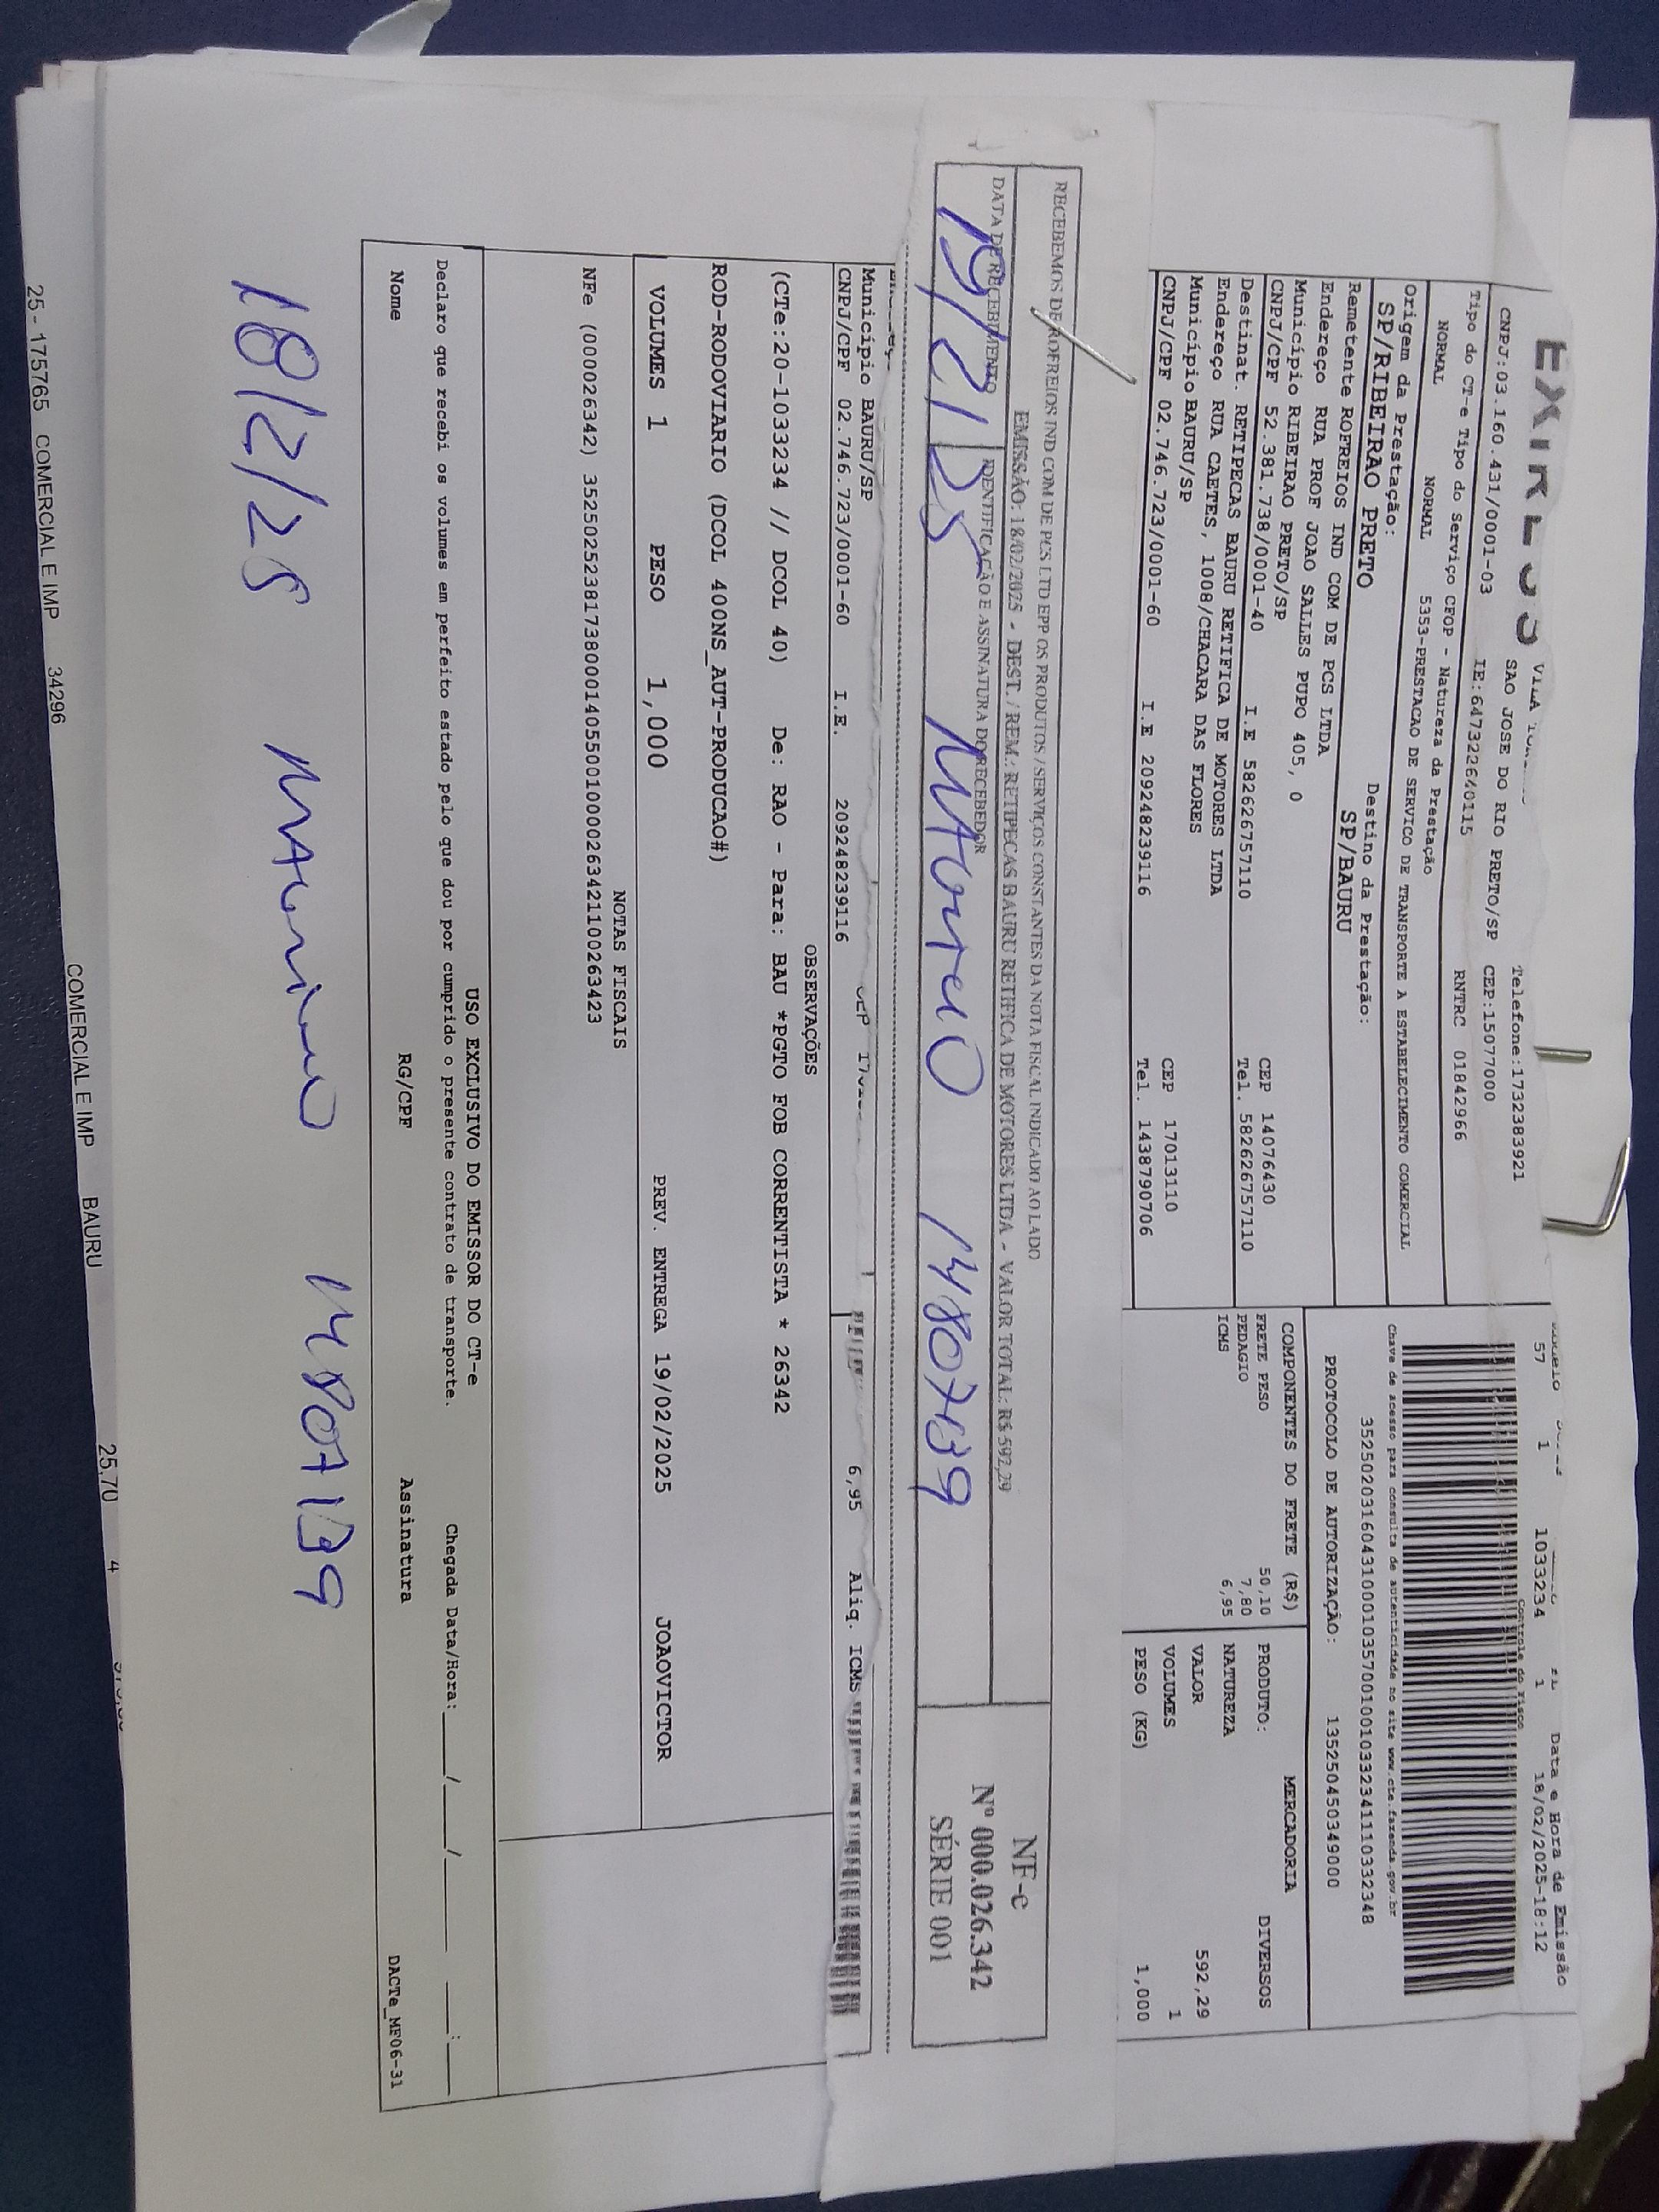 EXPRESS
CNPJ:03.160.431/0001-03 SAO JOSE DO RIO PRETO/SP Telefone:1732383921
IE:647322640115 CEP:15077000
Tipo do CT-e Tipo do Serviço CFOP - Natureza da Prestação RNTRC 01842966
NORMAL NORMAL 5353-PRESTACAO DE SERVICO DE TRANSPORTE A ESTABELECIMENTO COMERCIAL
Origem da Prestação: Destino da Prestação:
SP/RIBEIRAO PRETO SP/BAURU
Remetente ROFREIOS IND COM DE PCS LTDA
Endereço RUA PROF JOAO SALLES PUPO 405, 0
Município RIBEIRAO PRETO/SP CEP 14076430
CNPJ/CPF 52.381.738/0001-40 I.E 582626757110 Tel. 582626757110
Destinat. RETIPECAS BAURU RETIFICA DE MOTORES LTDA
Endereço RUA CAETES, 1008/CHACARA DAS FLORES
Município BAURU/SP CEP 17013110
CNPJ/CPF 02.746.723/0001-60 I.E 209248239116 Tel. 1438790706
Data e Hora de Emissão
57 1 1033234 1 18/02/2025-18:12
Controle do Fisco
Chave de acesso para consulta de autenticidade no site www.cte.fazenda.gov.br
35250203160431000103570010010332341110332348
PROTOCOLO DE AUTORIZAÇÃO: 135250450349000
COMPONENTES DO FRETE (R$)
FRETE PESO 50,10
PEDAGIO 7,80
ICMS 6,95
MERCADORIA
PRODUTO: DIVERSOS
NATUREZA
VALOR 592,29
VOLUMES 1
PESO (KG) 1,000
RECEBEMOS DE ROFREIOS IND COM DE PCS LTD EPP OS PRODUTOS / SERVIÇOS CONSTANTES DA NOTA FISCAL INDICADO AO LADO
EMISSÃO: 18/02/2025 - DEST. / REM.: RETIPECAS BAURU RETIFICA DE MOTORES LTDA - VALOR TOTAL: R$ 592,29
DATA DE RECEBIMENTO IDENTIFICAÇÃO E ASSINATURA DO RECEBEDOR
NF-e
Nº 000.026.342
SÉRIE 001
Município BAURU/SP CEP
CNPJ/CPF 02.746.723/0001-60 I.E. 209248239116 6,95 Aliq. ICMS
OBSERVAÇÕES
(CTe:20-1033234 // DCOL 40) De: RAO - Para: BAU *PGTO FOB CORRENTISTA * 26342
ROD-RODOVIARIO (DCOL 400NS_AUT-PRODUCAO#)
VOLUMES 1 PESO 1,000 PREV. ENTREGA 19/02/2025 JOAOVICTOR
NOTAS FISCAIS
NFe (000026342) 35250252381738000140550010000263421100263423
USO EXCLUSIVO DO EMISSOR DO CT-e
Declaro que recebi os volumes em perfeito estado pelo que dou por cumprido o presente contrato de transporte. Chegada Data/Hora:____/____/____ __:__
Nome RG/CPF Assinatura DACTe_MF06-31
18/2/25
25 - 175765 COMERCIAL E IMP 34296 COMERCIAL E IMP BAURU 25,70 4